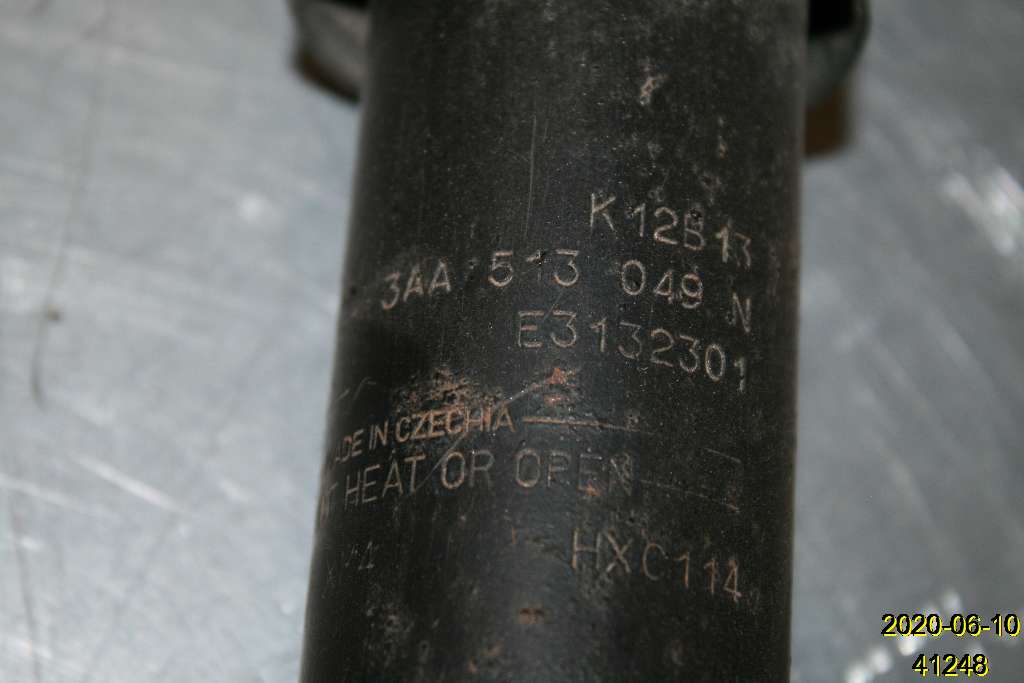 K12B13
3AA 513 049 N
E3132301
MADE IN CZECHIA
HEAT OR OPEN
HXC114
2020-06-10
41248